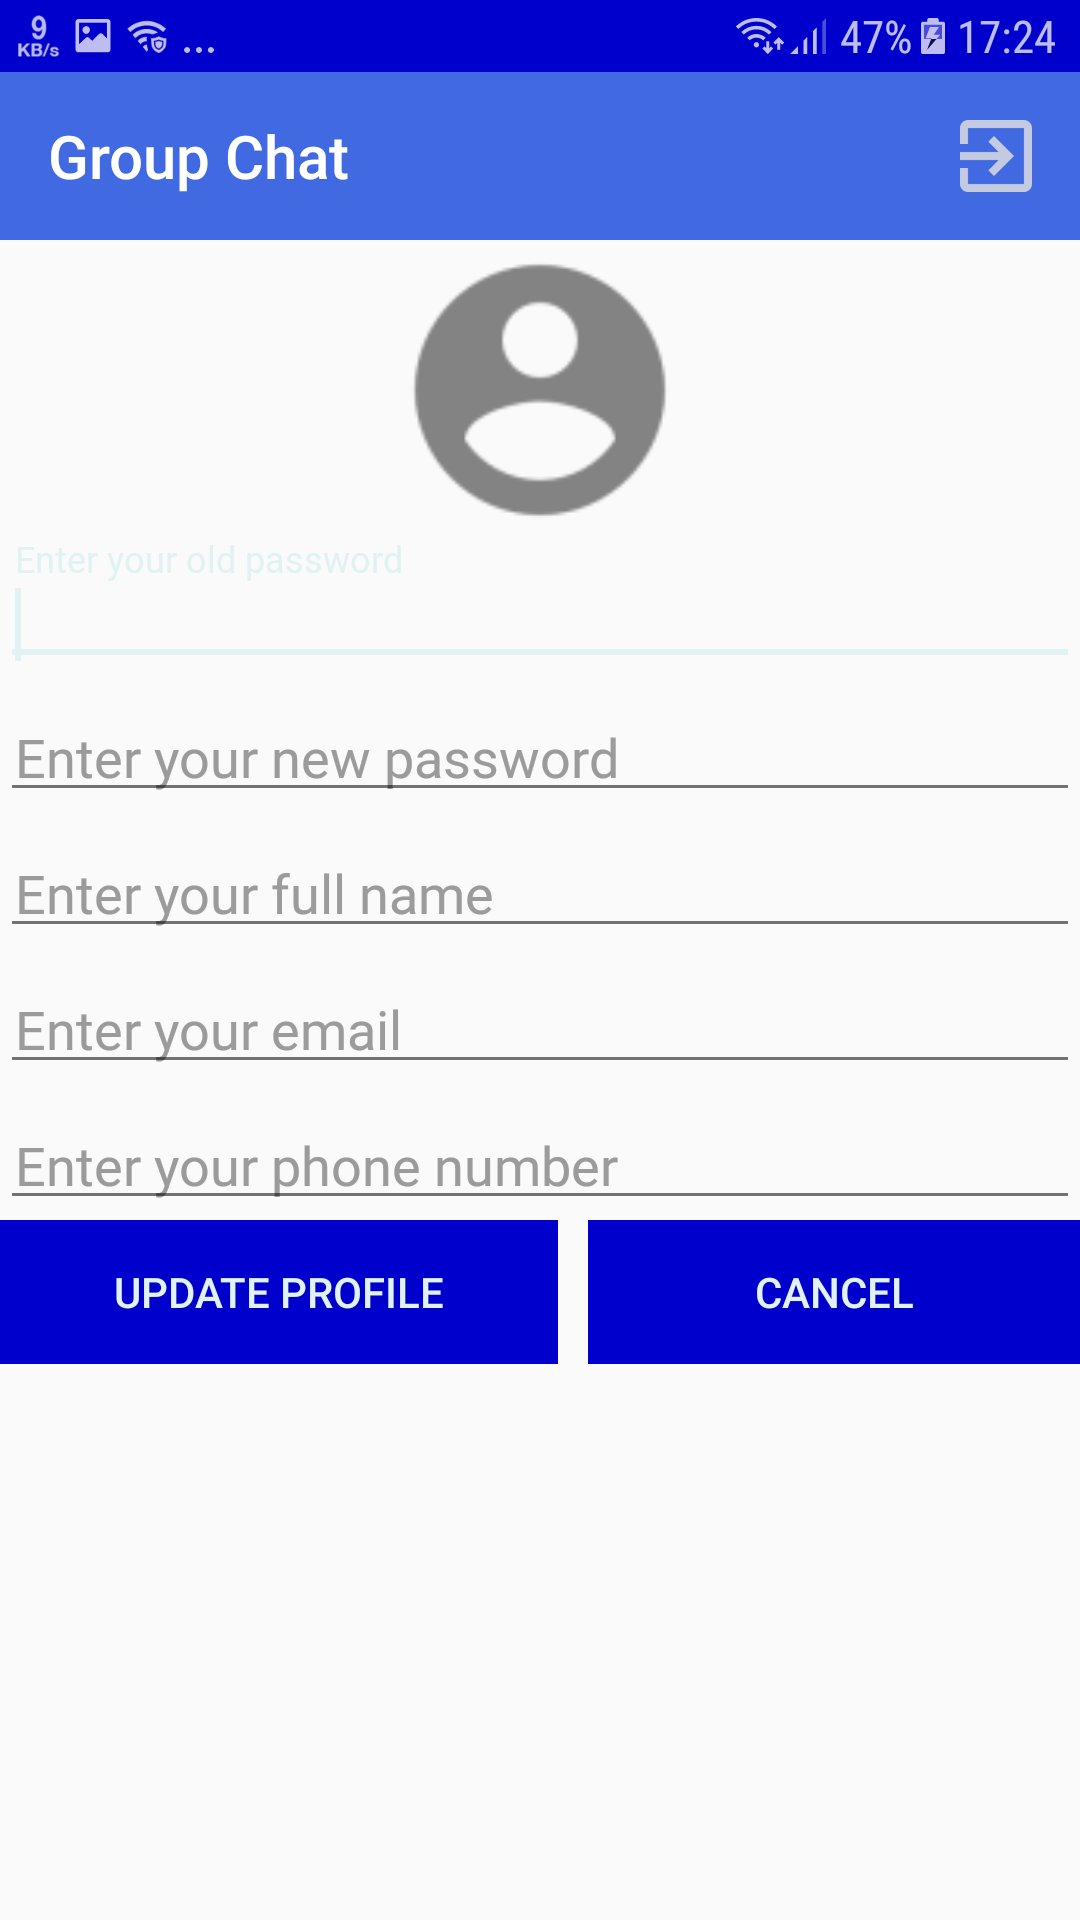 9
KB/s ... 47% 17:24
Group Chat
Enter your old password
Enter your new password
Enter your full name
Enter your email
Enter your phone number
UPDATE PROFILE CANCEL